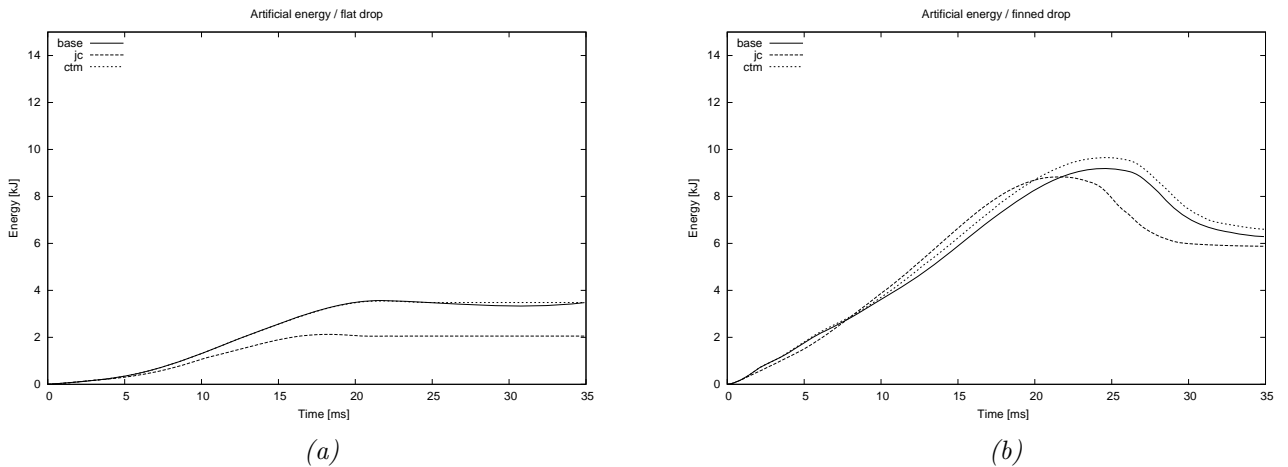 Artificial energy / flat drop
base
jc
ctm
14
12
10
8
6
4
2
0
Energy [kJ]
0 5 10 15 20 25 30 35
Time [ms]
(a)
Artificial energy / finned drop
base
jc
ctm
14
12
10
8
6
4
2
0
Energy [kJ]
0 5 10 15 20 25 30 35
Time [ms]
(b)